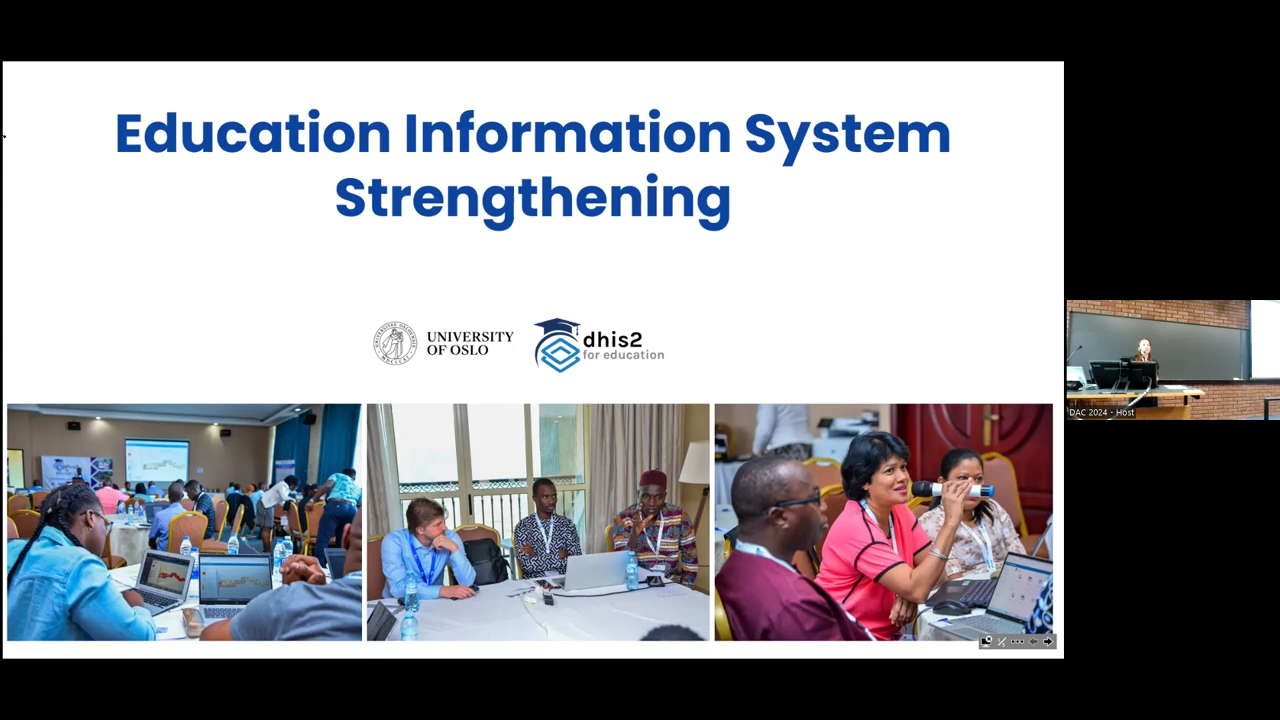 Education Information System
Strengthening
UNIVERSITY
OF OSLO
dhis2
for education
DAC 2024 - Host